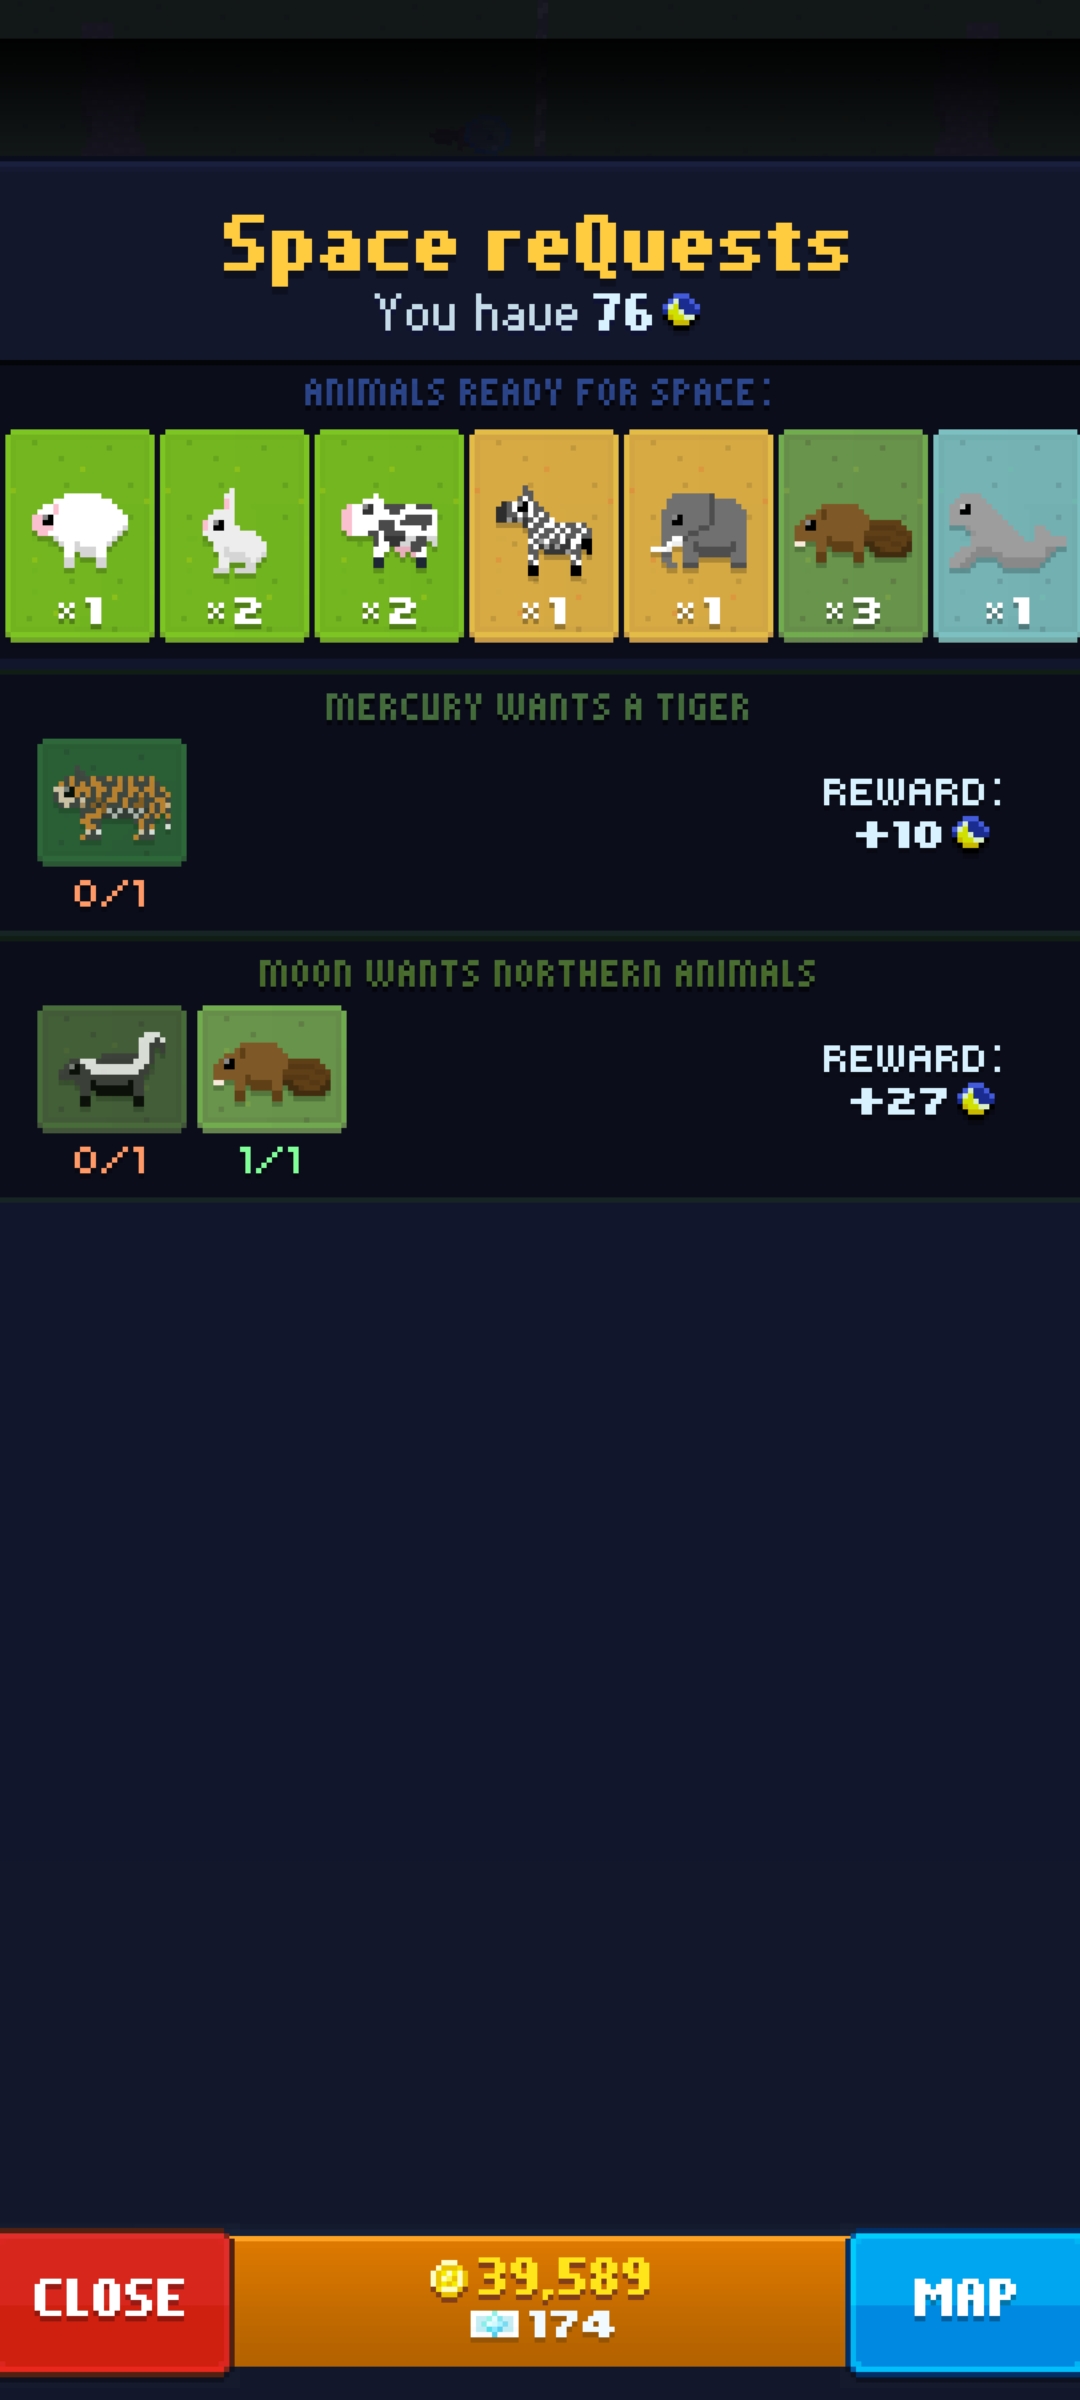 Space reQuests
You have 76
ANIMALS READY FOR SPACE:
×1 ×2 ×2 ×1 ×1 ×3 ×1
MERCURY WANTS A TIGER
REWARD:
+10
0/1
MOON WANTS NORTHERN ANIMALS
REWARD:
+27
0/1 1/1
CLOSE
39,589
174
MAP